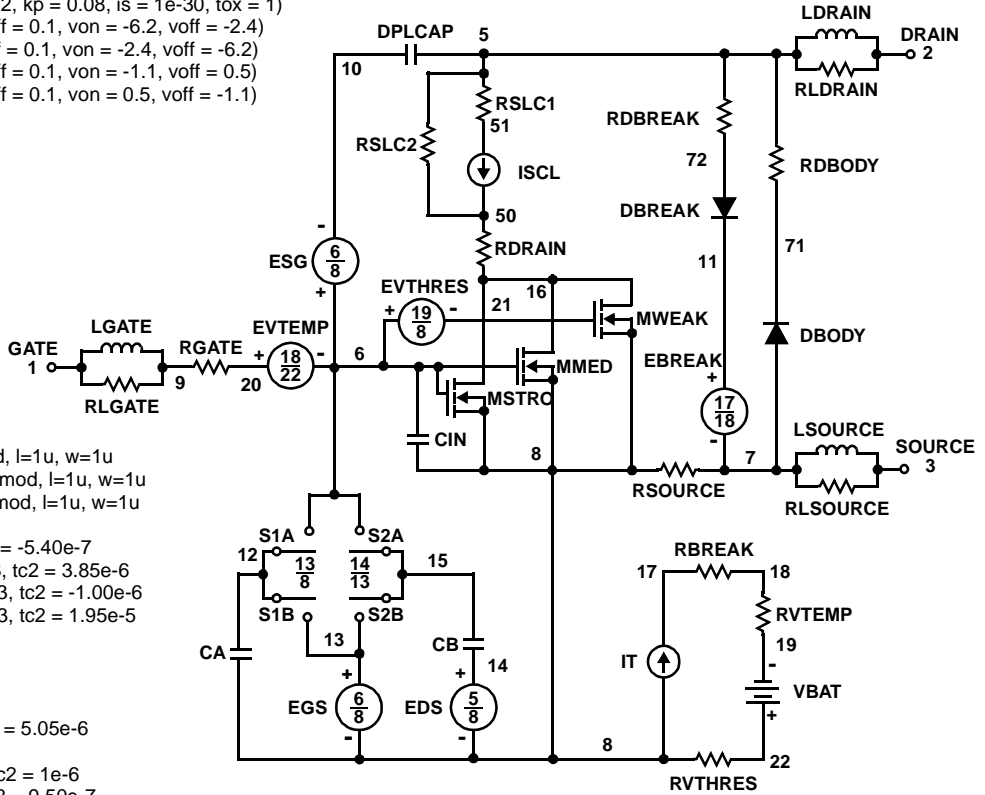 2, kp = 0.08, is = 1e-30, tox = 1)
ff = 0.1, von = -6.2, voff = -2.4)
f = 0.1, von = -2.4, voff = -6.2)
ff = 0.1, von = -1.1, voff = 0.5)
ff = 0.1, von = 0.5, voff = -1.1)
DPLCAP
5
10
LDRAIN
DRAIN
2
RLDRAIN
RSLC1
51
RSLC2
ISCL
RDBREAK
72
RDBODY
DBREAK
50
RDRAIN
71
11
ESG
-
6
8
+
EVTHRES
+
19
8
-
21
16
MWEAK
DBODY
EBREAK
+
17
18
-
MMED
MSTRO
LGATE
GATE
1
RLGATE
9
RGATE
20
EVTEMP
+
18
22
-
6
CIN
8
RSOURCE
7
LSOURCE
SOURCE
3
RLSOURCE
d, l=1u, w=1u
mod, l=1u, w=1u
mod, l=1u, w=1u
= -5.40e-7
, tc2 = 3.85e-6
3, tc2 = -1.00e-6
3, tc2 = 1.95e-5
S1A
S2A
12
13
8
14
13
15
S1B
S2B
13
CA
CB
14
+
EGS
6
8
-
+
EDS
5
8
-
8
RBREAK
17
18
RVTEMP
19
IT
-
VBAT
+
22
RVTHRES
= 5.05e-6
c2 = 1e-6